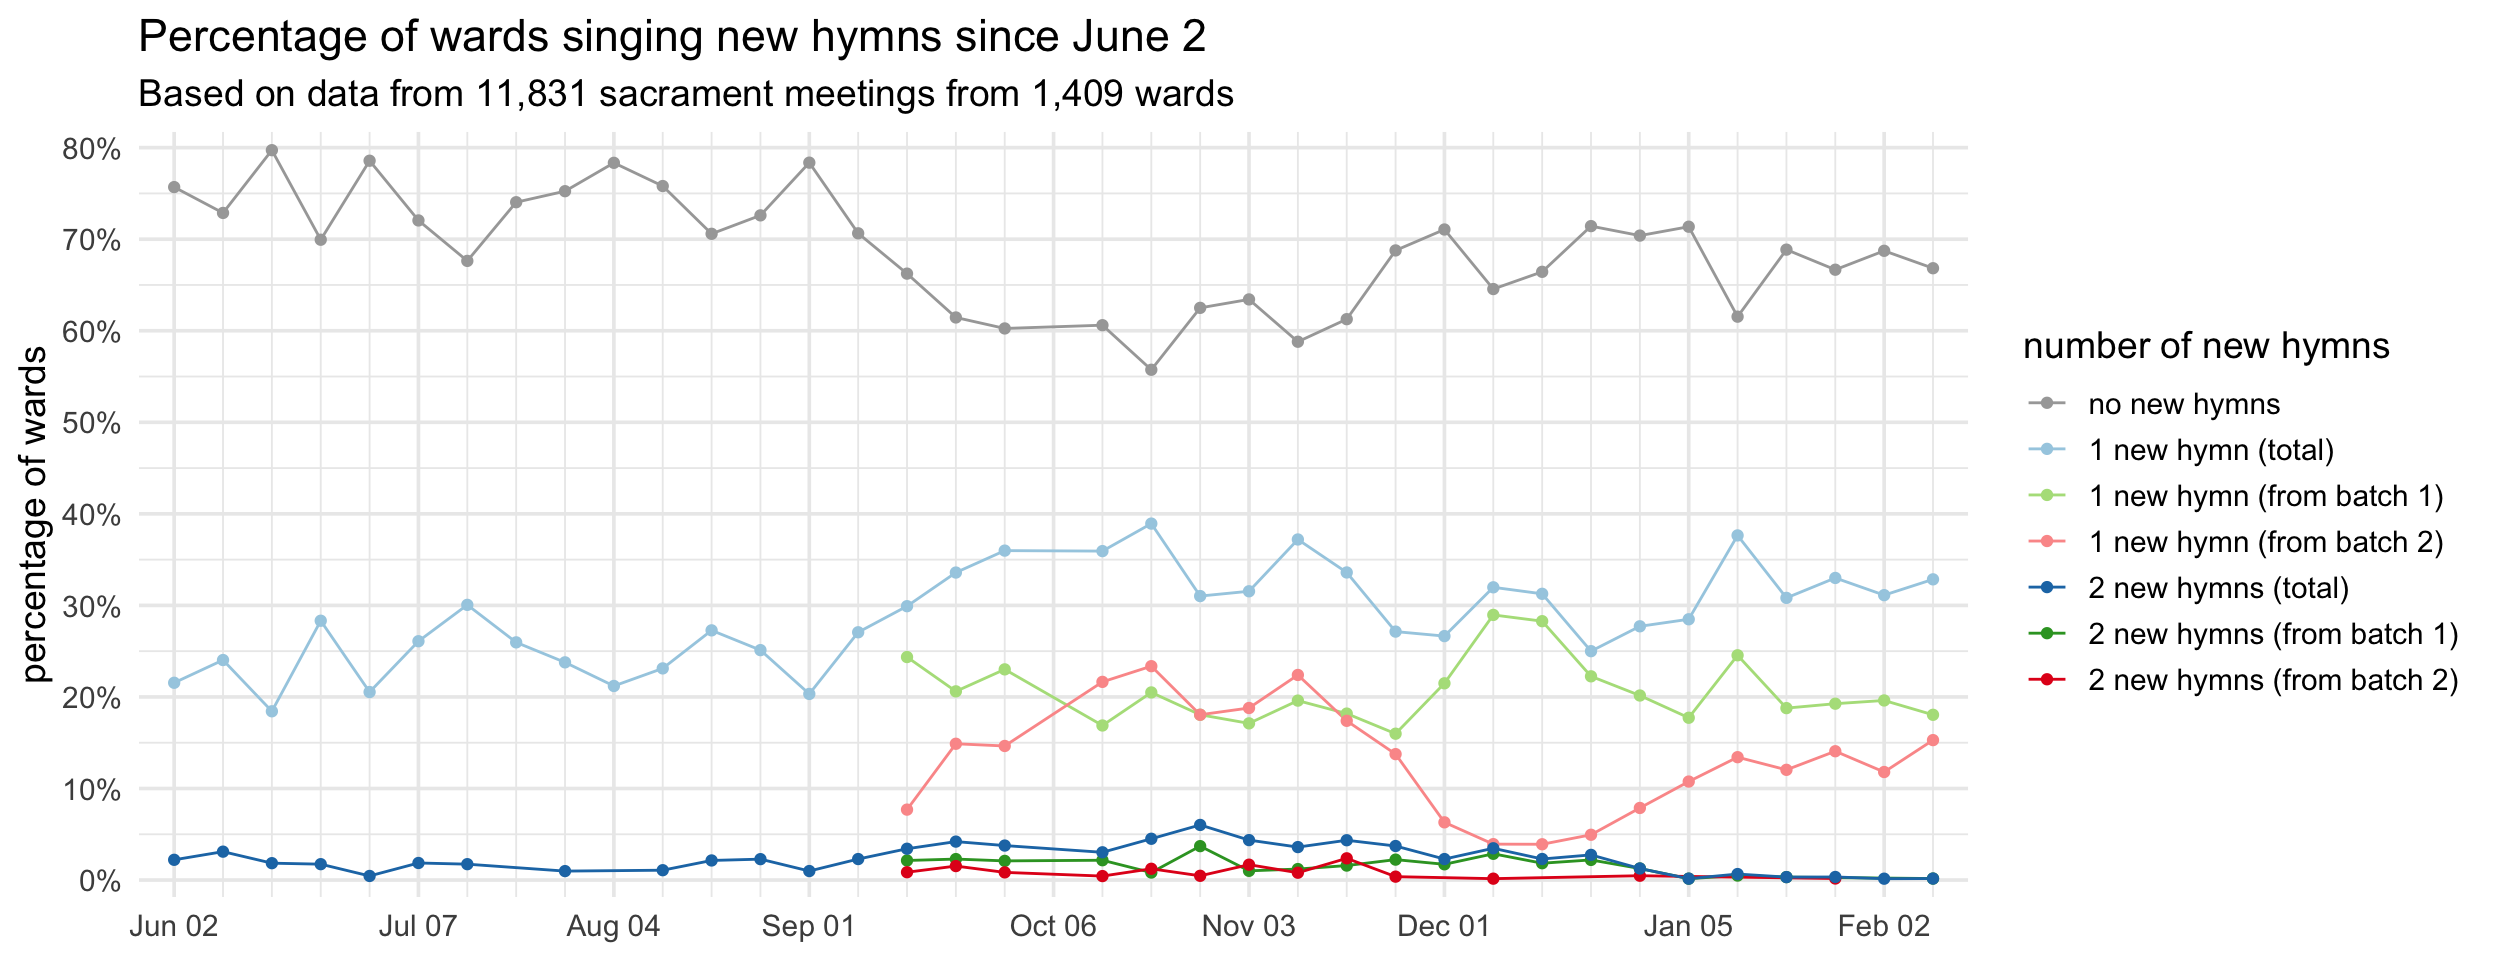 Percentage of wards singing new hymns since June 2
Based on data from 11,831 sacrament meetings from 1,409 wards
percentage of wards
80%
70%
60%
50%
40%
30%
20%
10%
0%
Jun 02 Jul 07 Aug 04 Sep 01 Oct 06 Nov 03 Dec 01 Jan 05 Feb 02
number of new hymns
no new hymns
1 new hymn (total)
1 new hymn (from batch 1)
1 new hymn (from batch 2)
2 new hymns (total)
2 new hymns (from batch 1)
2 new hymns (from batch 2)